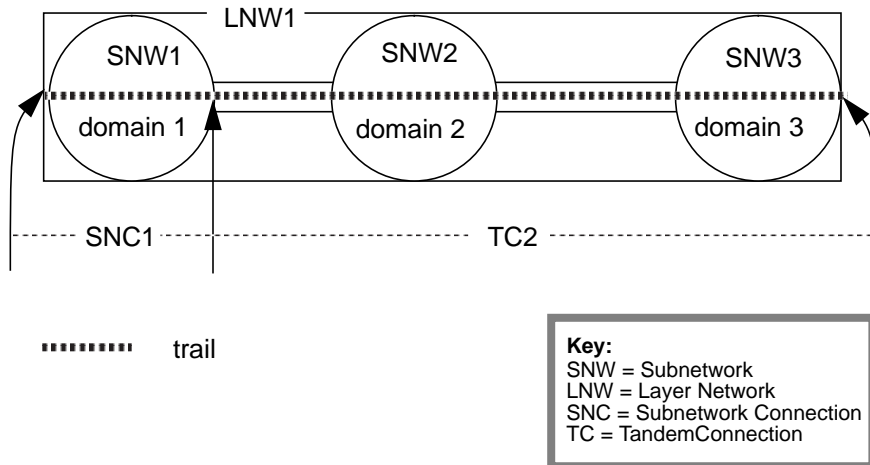 LNW1
SNW1
SNW2
SNW3
domain 1
domain 2
domain 3
SNC1
TC2
trail
Key:
SNW = Subnetwork
LNW = Layer Network
SNC = Subnetwork Connection
TC = TandemConnection